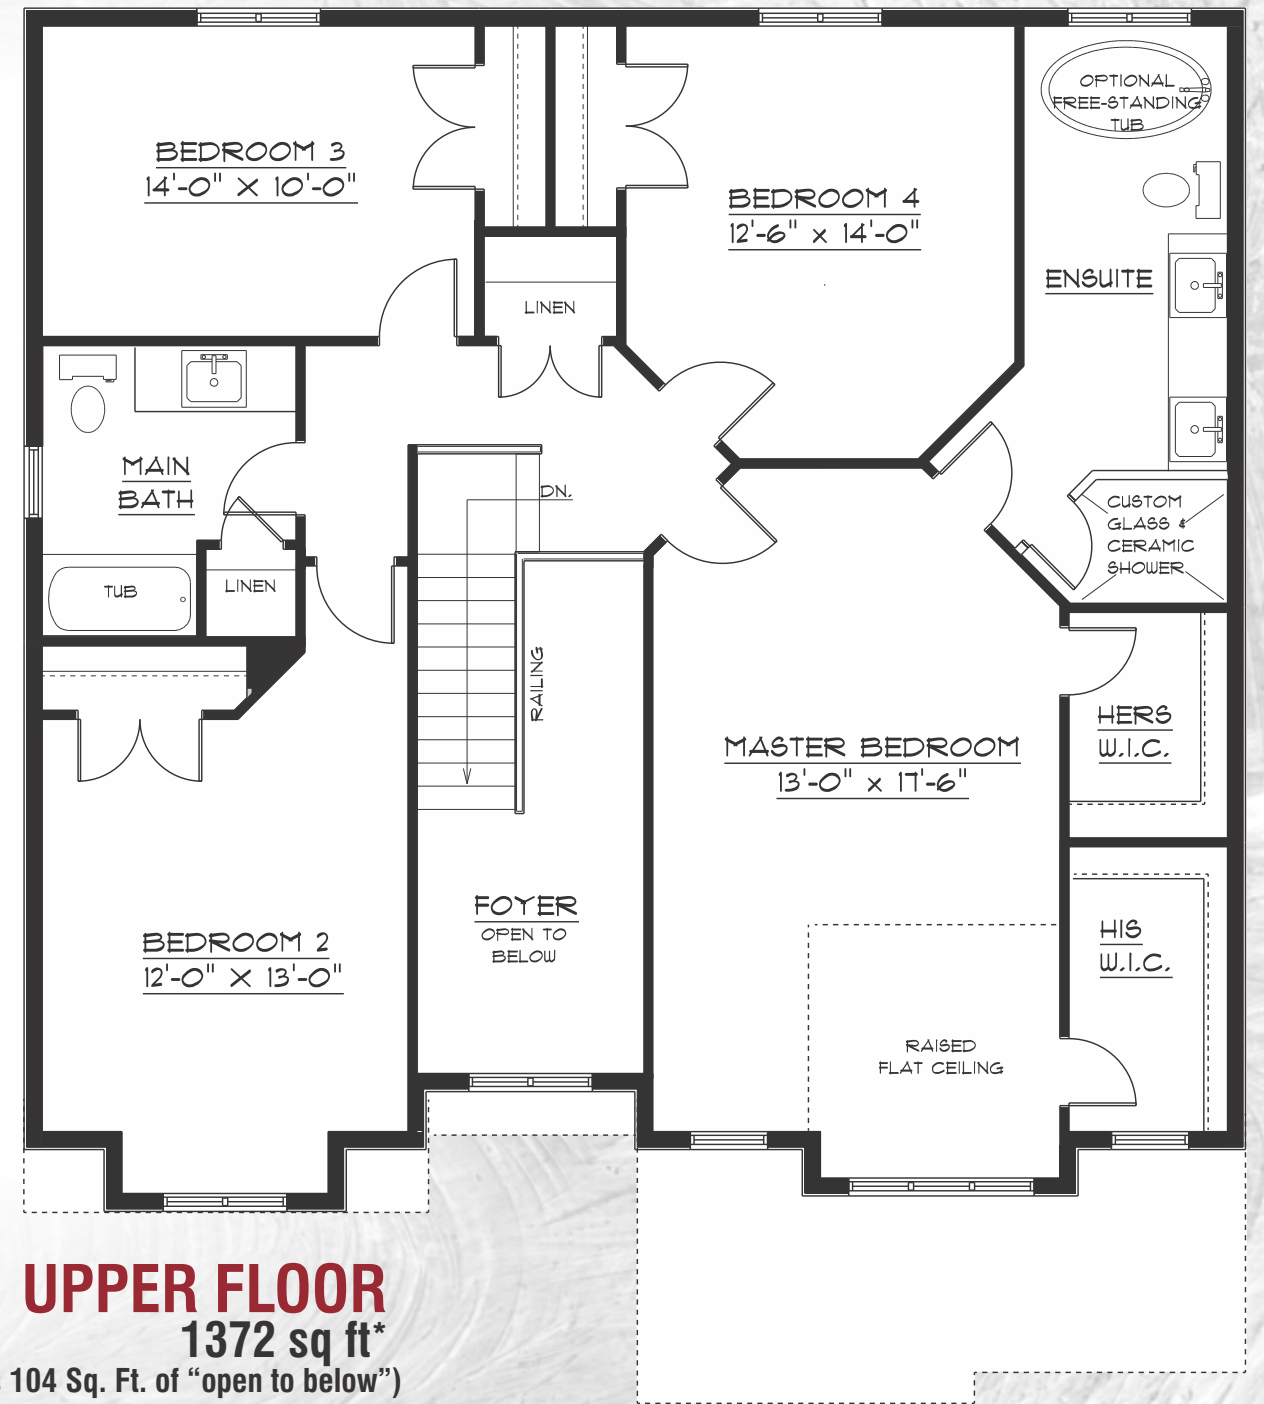 OPTIONAL
FREE-STANDING
TUB
BEDROOM 3
14'-0" X 10'-0"
BEDROOM 4
12'-6" x 14'-0"
ENSUITE
LINEN
MAIN
BATH
DN.
CUSTOM
GLASS &
CERAMIC
SHOWER
TUB
LINEN
RAILING
HERS
W.I.C.
MASTER BEDROOM
13'-0" x 17'-6"
FOYER
OPEN TO
BELOW
HIS
W.I.C.
BEDROOM 2
12'-0" X 13'-0"
RAISED
FLAT CEILING
UPPER FLOOR
1372 sq ft*
104 Sq. Ft. of “open to below”)